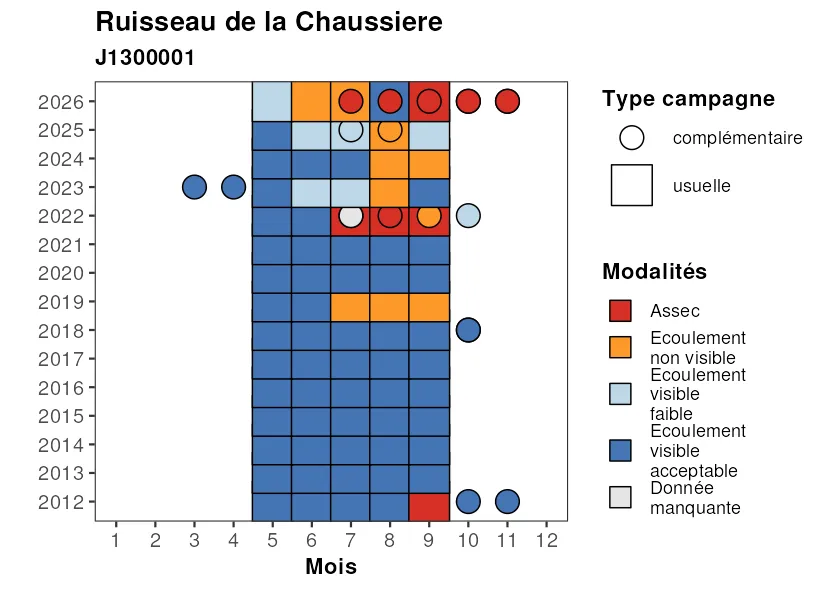 Ruisseau de la Chaussiere
J1300001
2026
2025
2024
2023
2022
2021
2020
2019
2018
2017
2016
2015
2014
2013
2012
1 2 3 4 5 6 7 8 9 10 11 12
Mois
Type campagne
complémentaire
usuelle
Modalités
Assec
Ecoulement
non visible
Ecoulement
visible
faible
Ecoulement
visible
acceptable
Donnée
manquante